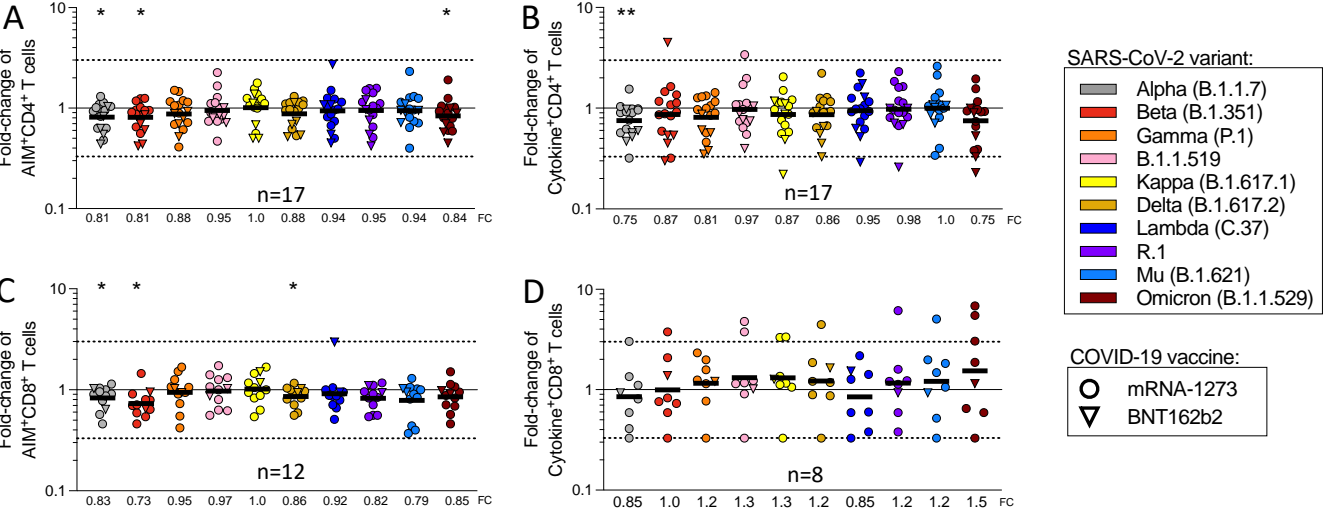 A
Fold-change of
AIM⁺CD4⁺ T cells
10
1
0.1
* * *
n=17
0.81 0.81 0.88 0.95 1.0 0.88 0.94 0.95 0.94 0.84 FC
B
Fold-change of
Cytokine⁺CD4⁺ T cells
10
1
0.1
**
n=17
0.75 0.87 0.81 0.97 0.87 0.86 0.95 0.98 1.0 0.75 FC
C
Fold-change of
AIM⁺CD8⁺ T cells
10
1
0.1
* * *
n=12
0.83 0.73 0.95 0.97 1.0 0.86 0.92 0.82 0.79 0.85 FC
D
Fold-change of
Cytokine⁺CD8⁺ T cells
10
1
0.1
n=8
0.85 1.0 1.2 1.3 1.3 1.2 0.85 1.2 1.2 1.5 FC
SARS-CoV-2 variant:
Alpha (B.1.1.7)
Beta (B.1.351)
Gamma (P.1)
B.1.1.519
Kappa (B.1.617.1)
Delta (B.1.617.2)
Lambda (C.37)
R.1
Mu (B.1.621)
Omicron (B.1.1.529)
COVID-19 vaccine:
mRNA-1273
BNT162b2